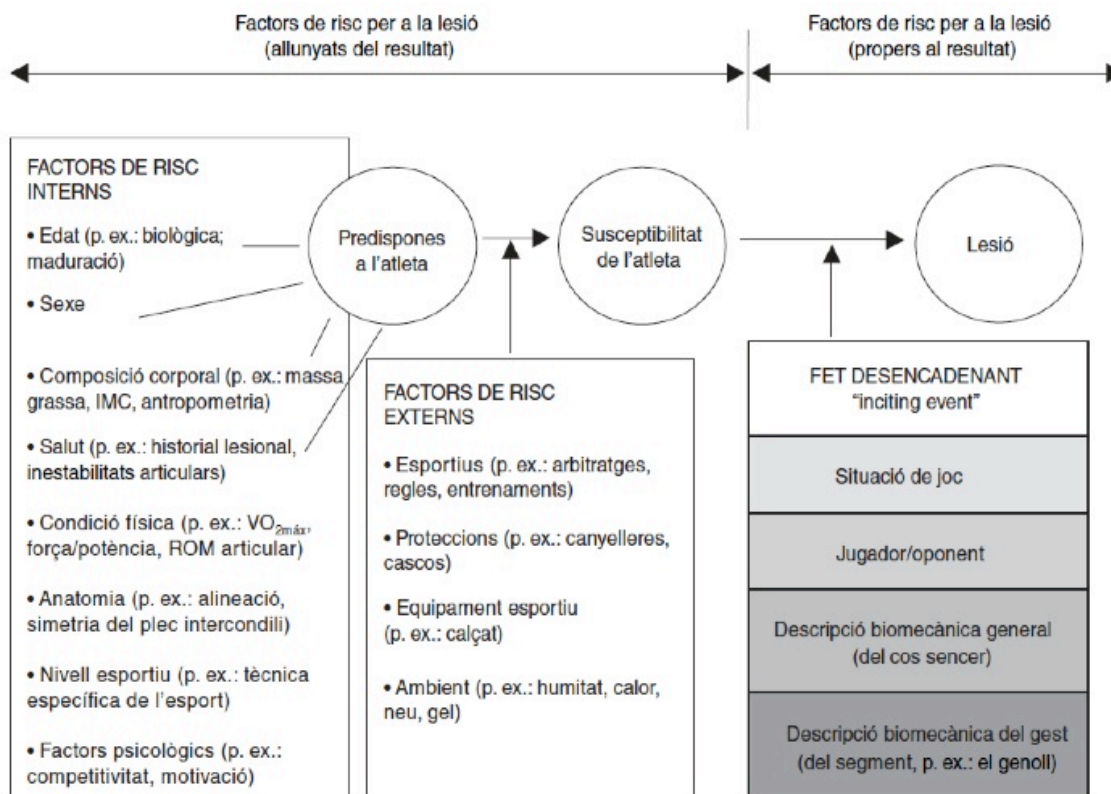 Factors de risc per a la lesió
(allunyats del resultat)
Factors de risc per a la lesió
(propers al resultat)
FACTORS DE RISC
INTERNS
• Edat (p. ex.: biològica;
maduració)
• Sexe
• Composició corporal (p. ex.: massa
grassa, IMC, antropometria)
• Salut (p. ex.: historial lesional,
inestabilitats articulars)
• Condició física (p. ex.: VO2màx,
força/potència, ROM articular)
• Anatomia (p. ex.: alineació,
simetria del plec intercondili)
• Nivell esportiu (p. ex.: tècnica
específica de l’esport)
• Factors psicològics (p. ex.:
competitivitat, motivació)
Predispones
a l’atleta
Susceptibilitat
de l’atleta
Lesió
FACTORS DE RISC
EXTERNS
• Esportius (p. ex.: arbitratges,
regles, entrenaments)
• Proteccions (p. ex.: canyelleres,
cascos)
• Equipament esportiu
(p. ex.: calçat)
• Ambient (p. ex.: humitat, calor,
neu, gel)
FET DESENCADENANT
“inciting event”
Situació de joc
Jugador/oponent
Descripció biomecànica general
(del cos sencer)
Descripció biomecànica del gest
(del segment, p. ex.: el genoll)